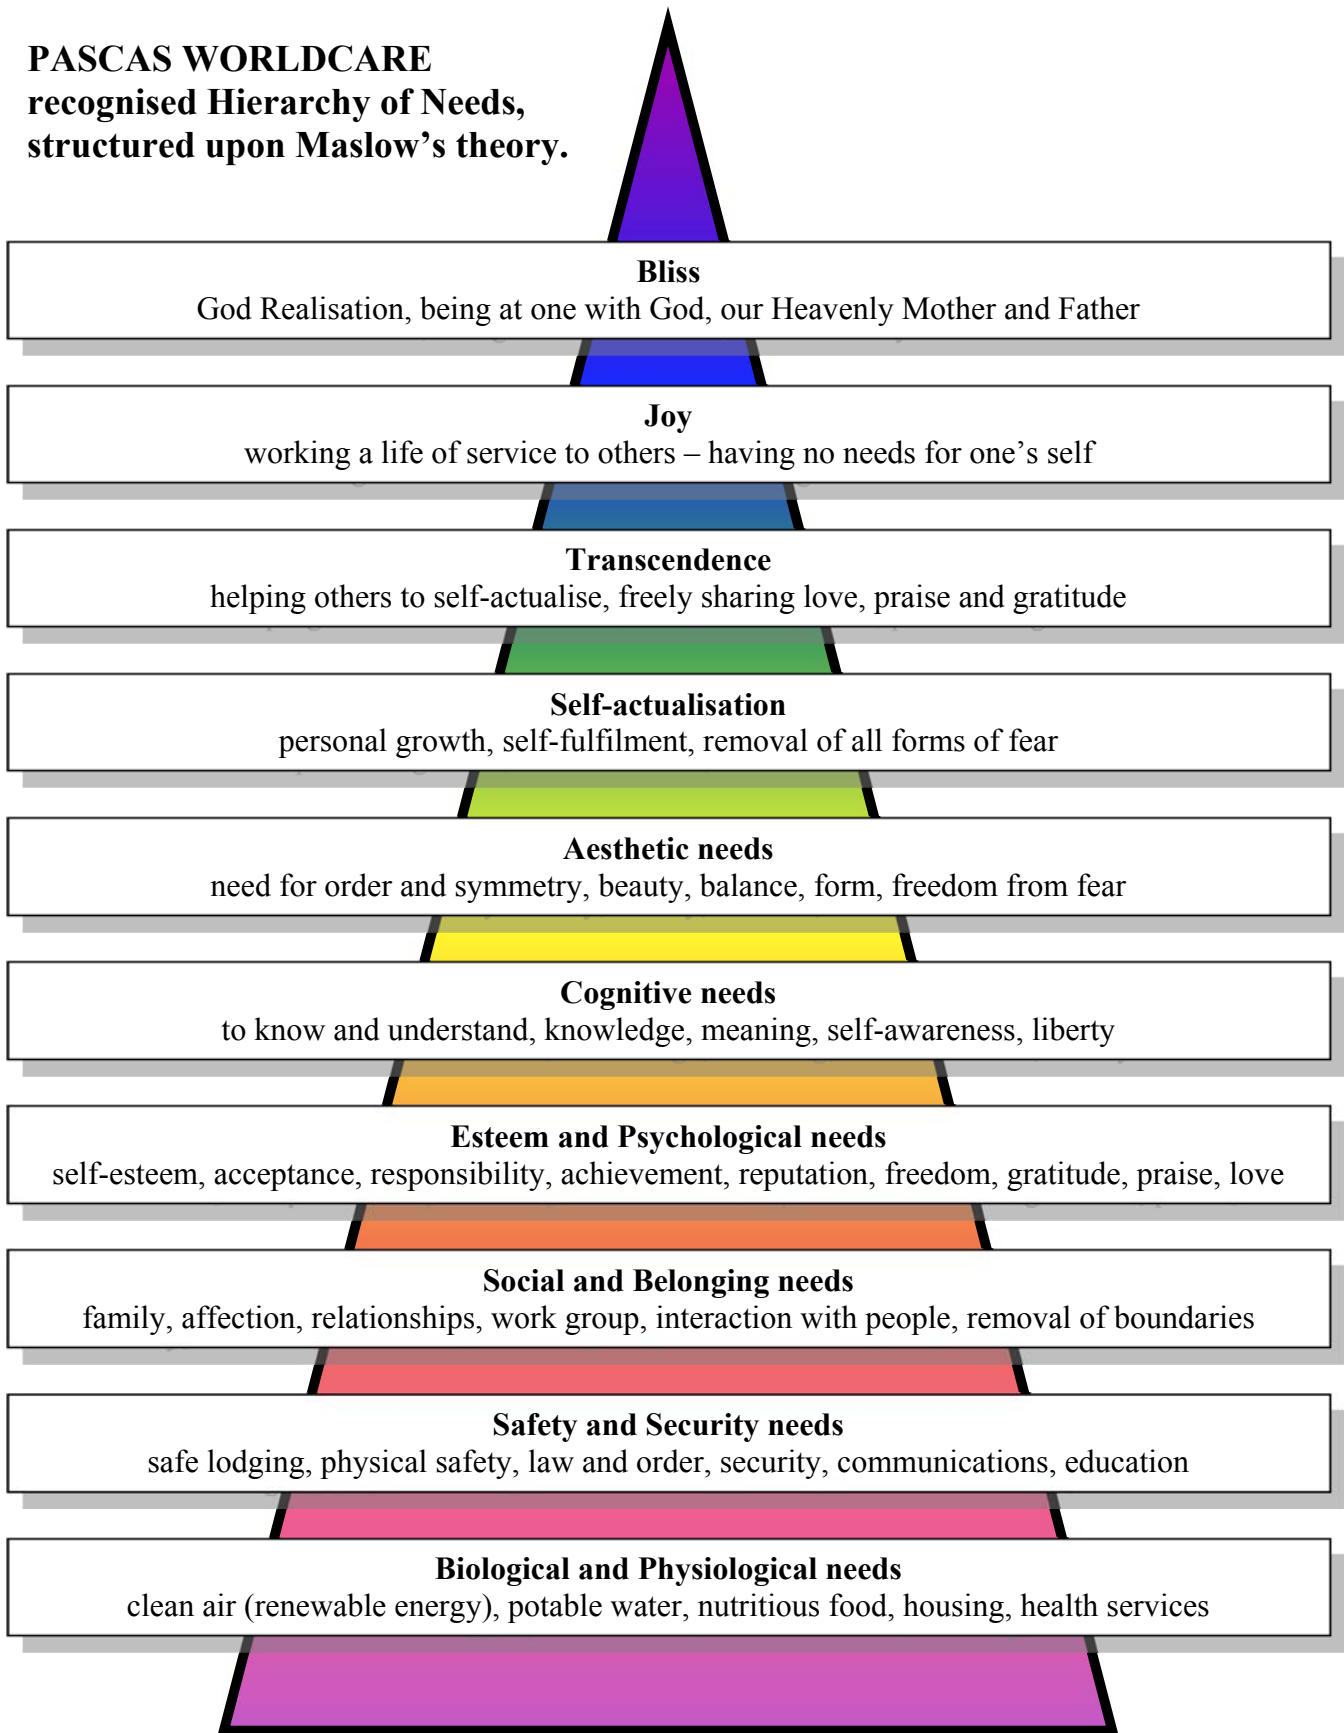 PASCAS WORLDCARE
recognised Hierarchy of Needs,
structured upon Maslow’s theory.
Bliss
God Realisation, being at one with God, our Heavenly Mother and Father
Joy
working a life of service to others – having no needs for one’s self
Transcendence
helping others to self-actualise, freely sharing love, praise and gratitude
Self-actualisation
personal growth, self-fulfilment, removal of all forms of fear
Aesthetic needs
need for order and symmetry, beauty, balance, form, freedom from fear
Cognitive needs
to know and understand, knowledge, meaning, self-awareness, liberty
Esteem and Psychological needs
self-esteem, acceptance, responsibility, achievement, reputation, freedom, gratitude, praise, love
Social and Belonging needs
family, affection, relationships, work group, interaction with people, removal of boundaries
Safety and Security needs
safe lodging, physical safety, law and order, security, communications, education
Biological and Physiological needs
clean air (renewable energy), potable water, nutritious food, housing, health services